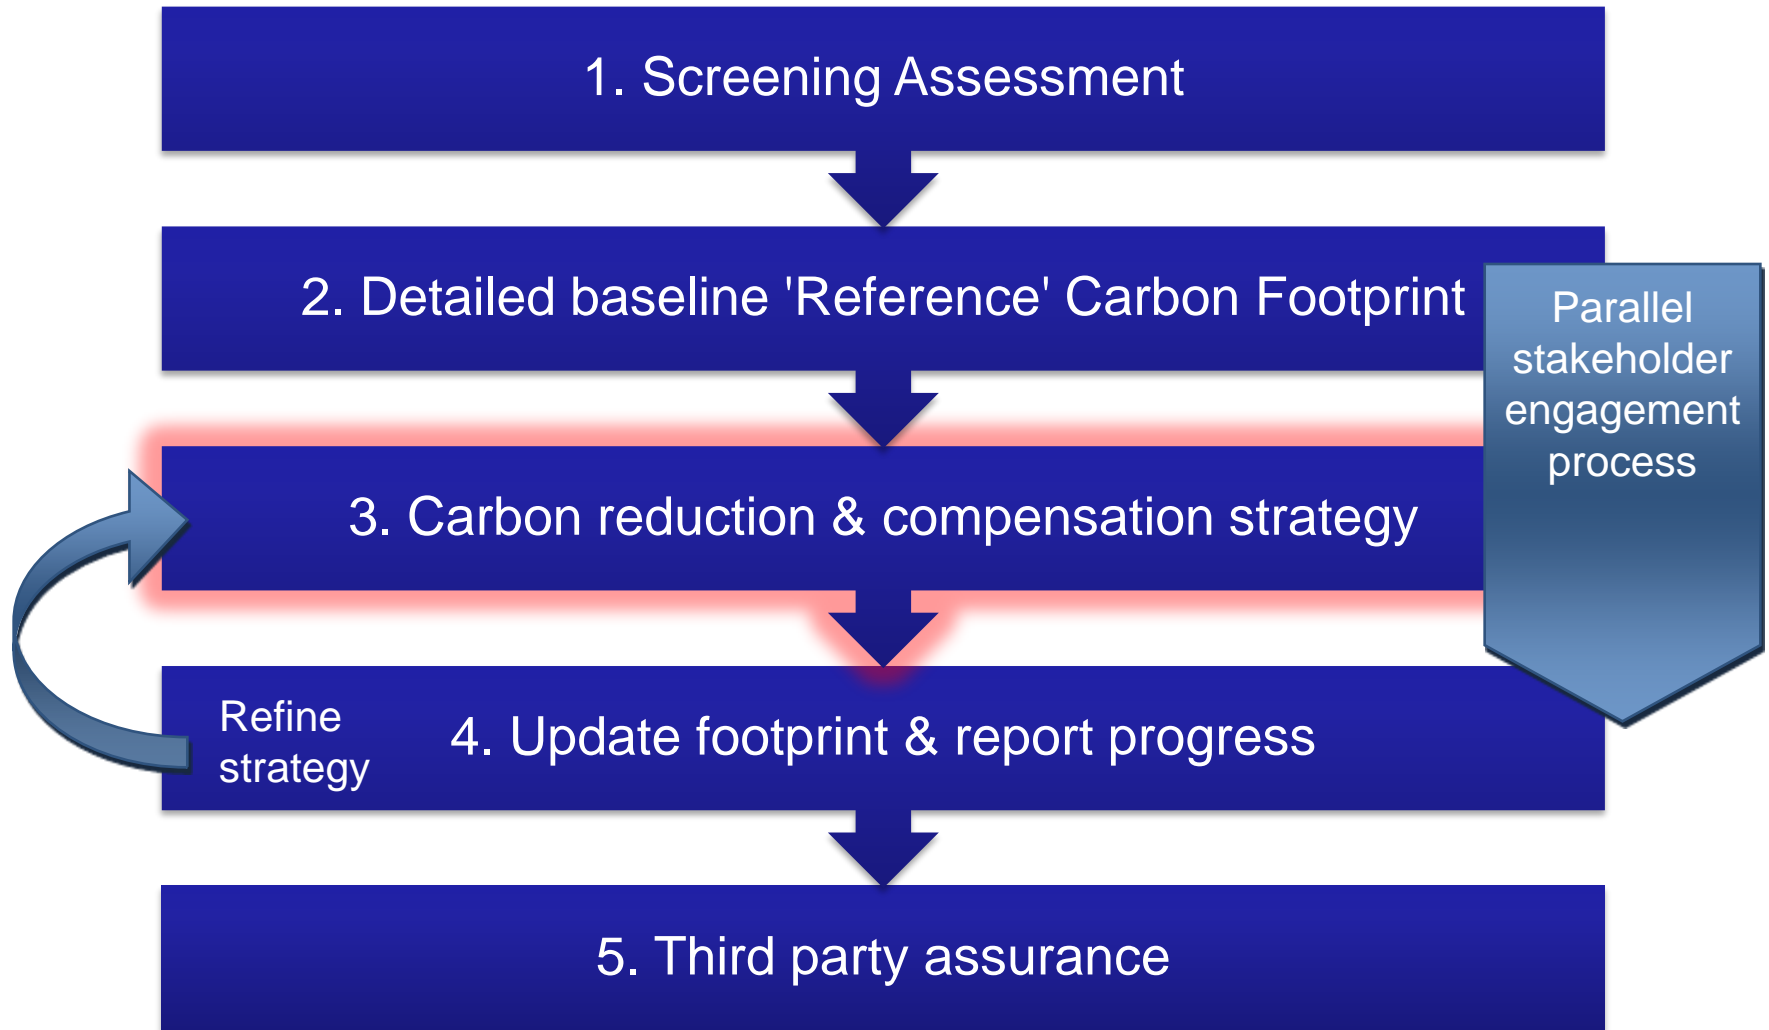 1. Screening Assessment
2. Detailed baseline 'Reference' Carbon Footprint
Parallel
stakeholder
engagement
process
3. Carbon reduction & compensation strategy
Refine
strategy
4. Update footprint & report progress
5. Third party assurance